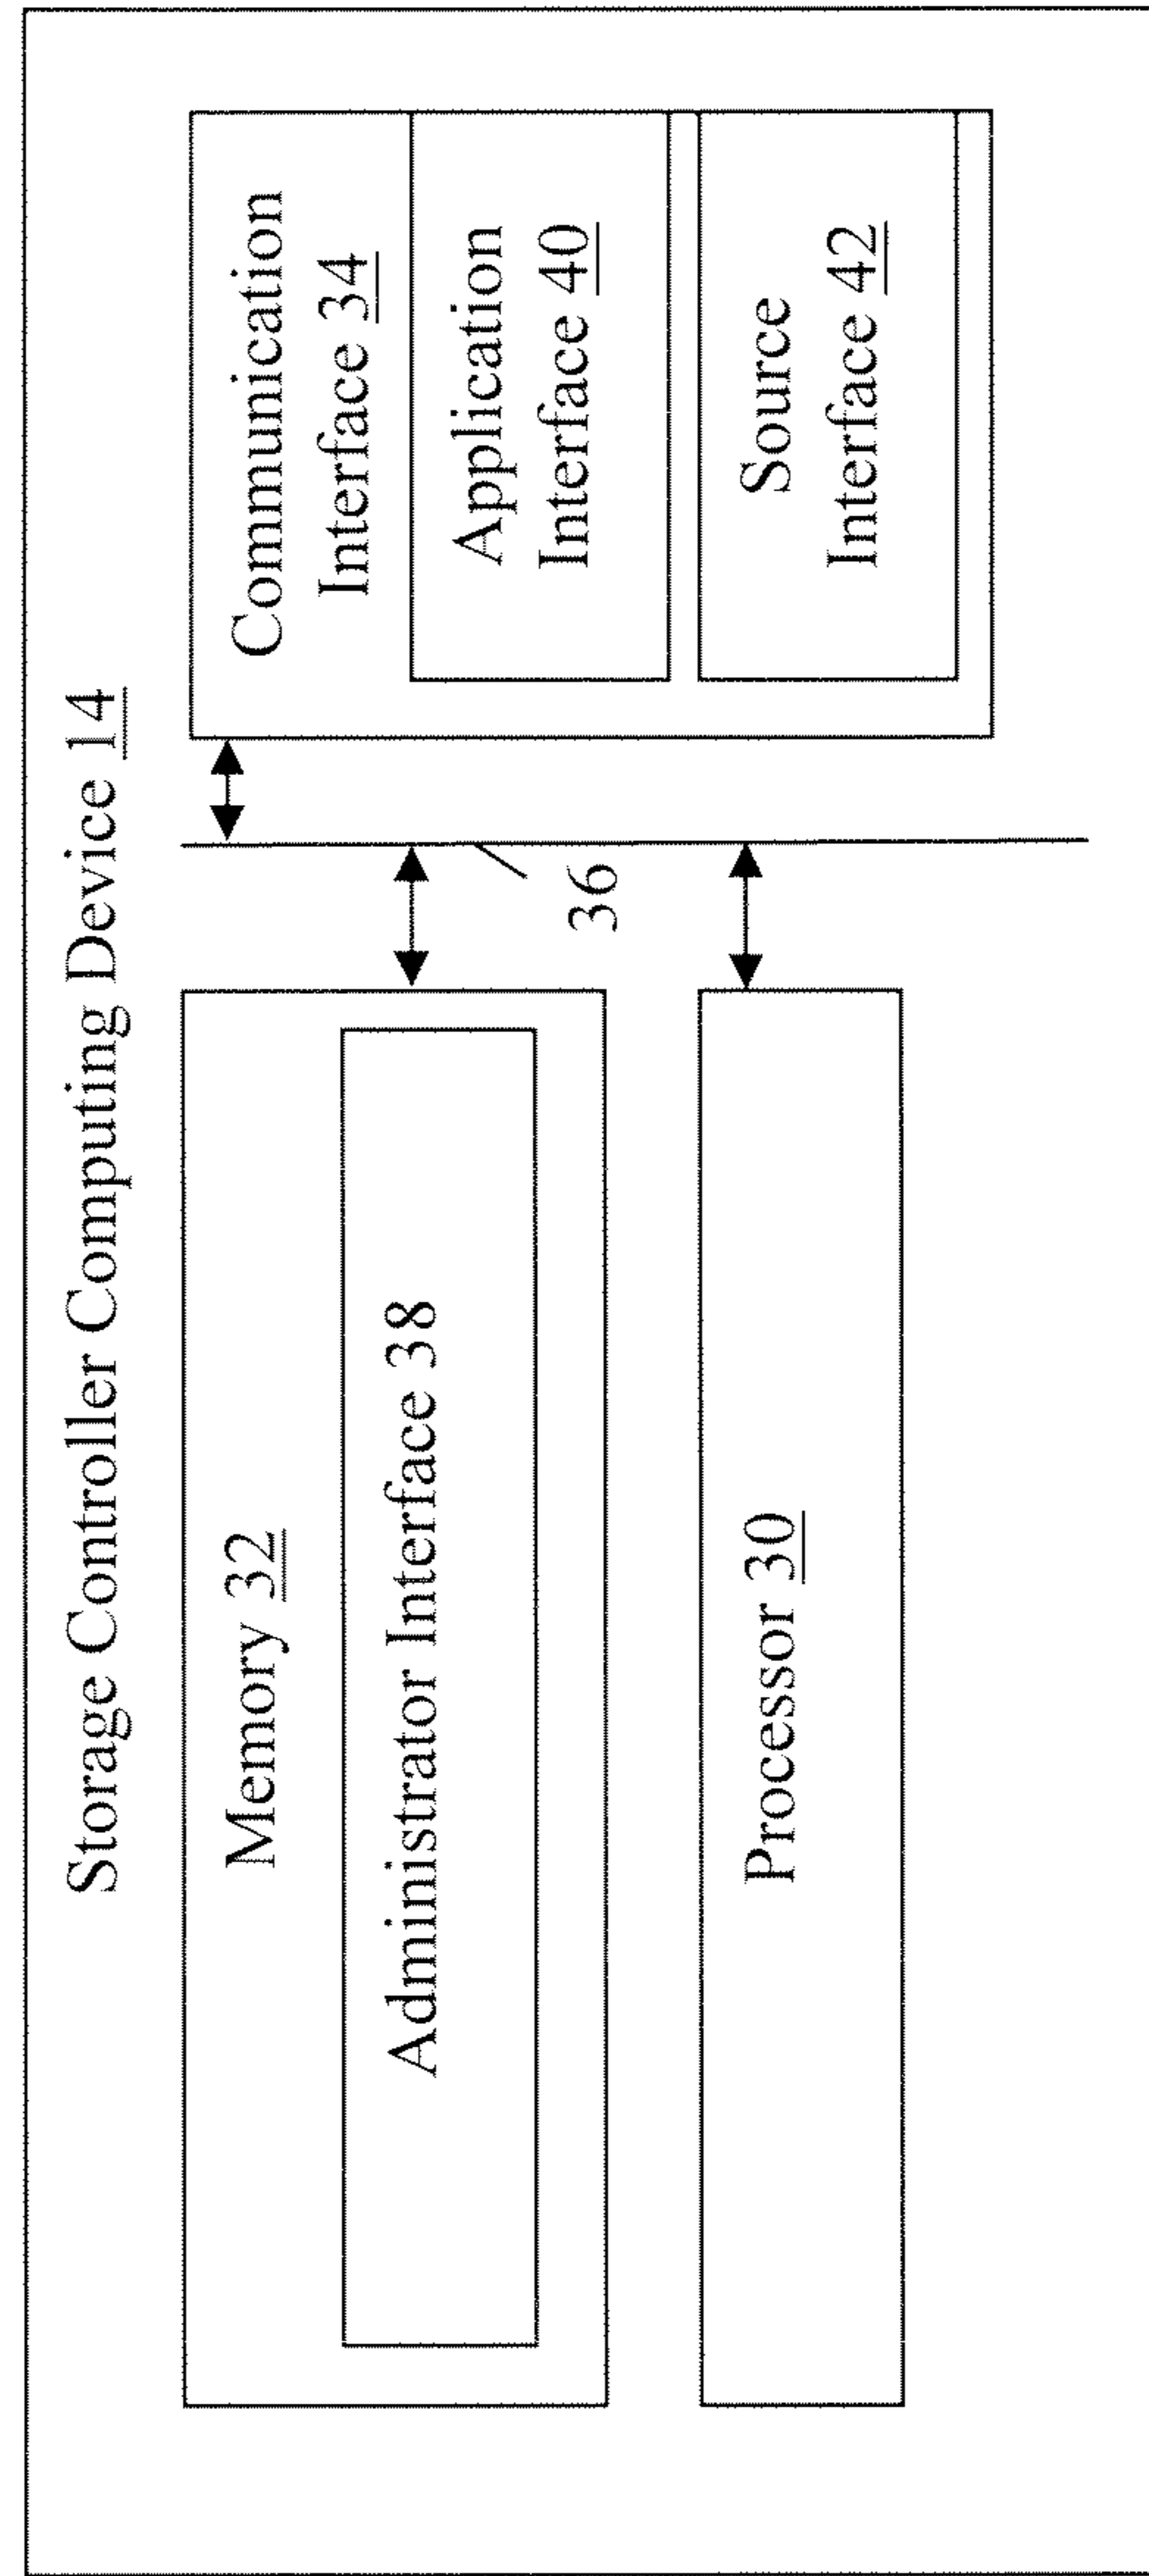 Storage Controller Computing Device 14
Memory 32
Administrator Interface 38
Processor 30
36
Communication
Interface 34
Application
Interface 40
Source
Interface 42